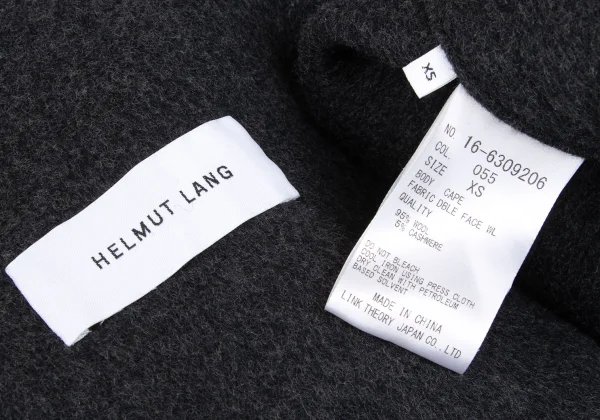 HELMUT LANG
XS
NO 16-6309206
COL. 055
SIZE XS
BODY CAPE
FABRIC DBLE FACE WL
QUALITY
95% WOOL
5% CASHMERE
DO NOT BLEACH
COOL IRON USING PRESS CLOTH
DRY CLEAN WITH PETROLEUM
BASED SOLVENT
MADE IN CHINA
LINK THEORY JAPAN CO., LTD